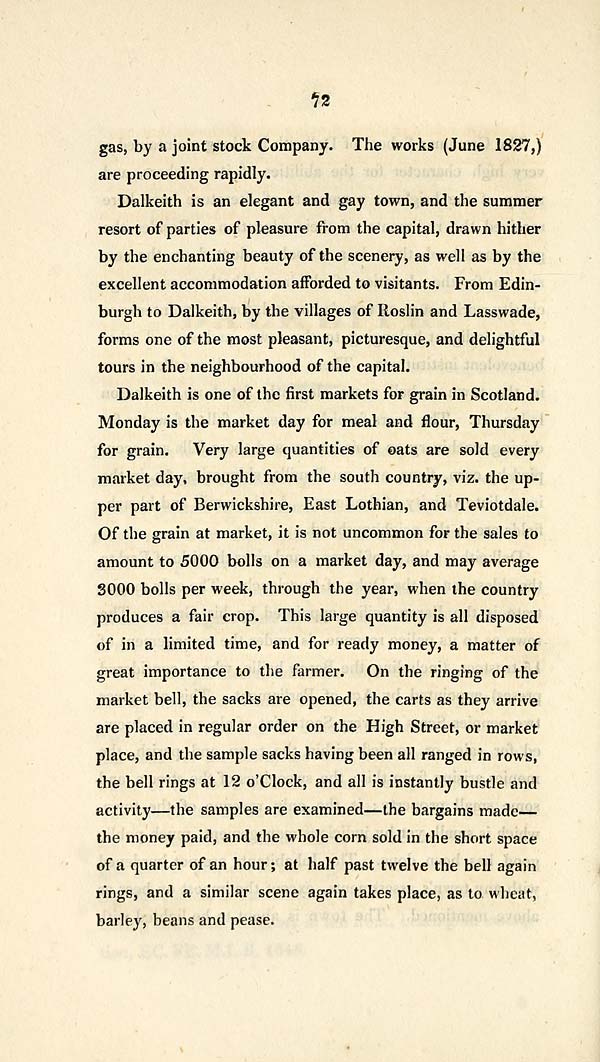 72
gas, by a joint stock Company. The works (June 1827,)
are proceeding rapidly.
Dalkeith is an elegant and gay town, and the summer
resort of parties of pleasure from the capital, drawn hither
by the enchanting beauty of the scenery, as well as by the
excellent accommodation afforded to visitants. From Edin-
burgh to Dalkeith, by the villages of Roslin and Lasswade,
forms one of the most pleasant, picturesque, and delightful
tours in the neighbourhood of the capital.
Dalkeith is one of the first markets for grain in Scotland.
Monday is the market day for meal and flour, Thursday
for grain. Very large quantities of oats are sold every
market day, brought from the south country, viz. the up-
per part of Berwickshire, East Lothian, and Teviotdale.
Of the grain at market, it is not uncommon for the sales to
amount to 5000 bolls on a market day, and may average
3000 bolls per week, through the year, when the country
produces a fair crop. This large quantity is all disposed
of in a limited time, and for ready money, a matter of
great importance to the farmer. On the ringing of the
market bell, the sacks are opened, the carts as they arrive
are placed in regular order on the High Street, or market
place, and the sample sacks having been all ranged in rows,
the bell rings at 12 o'Clock, and all is instantly bustle and
activity—the samples are examined—the bargains made—
the money paid, and the whole corn sold in the short space
of a quarter of an hour; at half past twelve the bell again
rings, and a similar scene again takes place, as to wheat,
barley, beans and pease.